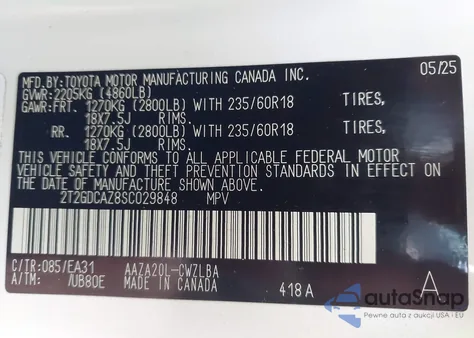 MFD.BY: TOYOTA MOTOR MANUFACTURING CANADA INC. 05/25
GVWR: 2205KG (4860LB)
GAWR: FRT. 1270KG (2800LB) WITH 235/60R18 TIRES,
18X7.5J RIMS.
RR. 1270KG (2800LB) WITH 235/60R18 TIRES,
18X7.5J RIMS.
THIS VEHICLE CONFORMS TO ALL APPLICABLE FEDERAL MOTOR
VEHICLE SAFETY AND THEFT PREVENTION STANDARDS IN EFFECT ON
THE DATE OF MANUFACTURE SHOWN ABOVE.
2T2GDCAZ8SC029848 MPV
C/TR: 085/EA31 AAZA20L-CWZLBA
A/TM: /UB80E MADE IN CANADA 418A A
autoSnap
Pewne auta z aukcji USA i EU